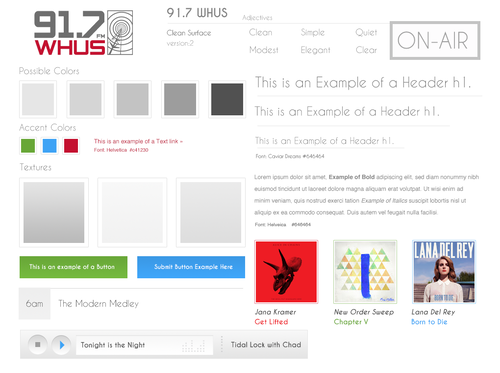 91.7 FM
WHUS
91.7 WHUS
Clean Surface
version.2
Adjectives
Clean Simple Quiet
Modest Elegant Clear
ON-AIR
Possible Colors
Accent Colors
This is an example of a Text link »
Font: Helvetica #c41230
Textures
This is an example of a Button
Submit Button Example Here
6am The Modern Medley
Tonight is the Night
Tidal Lock with Chad
This is an Example of a Header h1.
This is an Example of a Header h1.
This is an Example of a Header h1.
Font: Caviar Dreams #646464
Lorem ipsum dolor sit amet, Example of Bold adipiscing elit, sed diam nonummy nibh
euismod tincidunt ut laoreet dolore magna aliquam erat volutpat. Ut wisi enim ad
minim veniam, quis nostrud exerci tation Example of Italics suscipit lobortis nisl ut
aliquip ex ea commodo consequat. Duis autem vel feugait nulla facilisi.
Font: Helvetica #646464
LANA DEL REY
BORN TO DIE
Jana Kramer
Get Lifted
New Order Sweep
Chapter V
Lana Del Rey
Born to Die